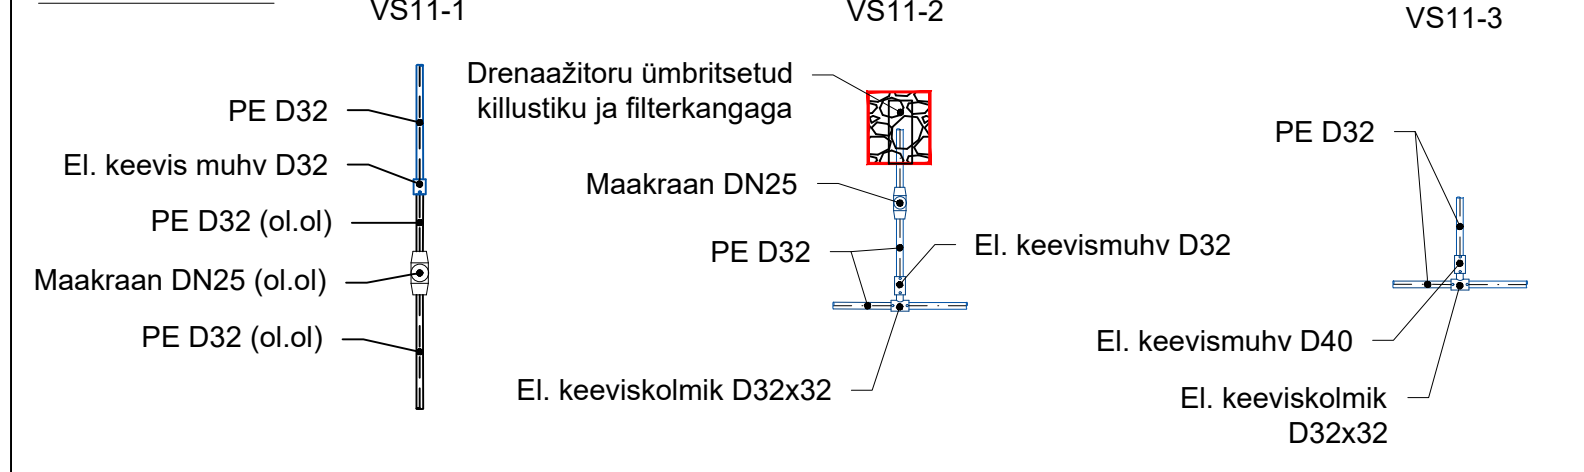 VS11-1
PE D32
El. keevis muhv D32
PE D32 (ol.ol)
Maakraan DN25 (ol.ol)
PE D32 (ol.ol)
VS11-2
Drenaažitoru ümbritsetud
killustiku ja filterkangaga
Maakraan DN25
PE D32
El. keevismuhv D32
El. keeviskolmik D32x32
VS11-3
PE D32
El. keevismuhv D40
El. keeviskolmik
D32x32